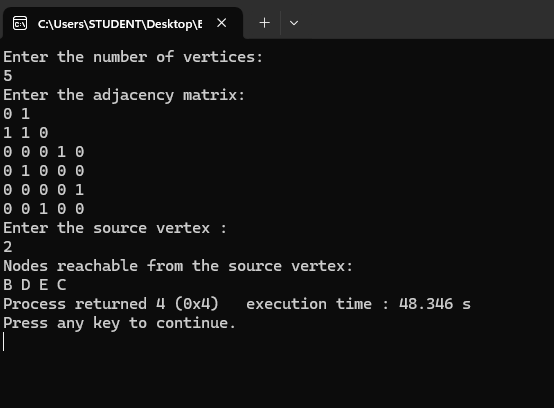 C:\Users\STUDENT\Desktop\E
Enter the number of vertices:
5
Enter the adjacency matrix:
0 1
1 1 0
0 0 0 1 0
0 1 0 0 0
0 0 0 0 1
0 0 1 0 0
Enter the source vertex :
2
Nodes reachable from the source vertex:
B D E C
Process returned 4 (0x4)   execution time : 48.346 s
Press any key to continue.